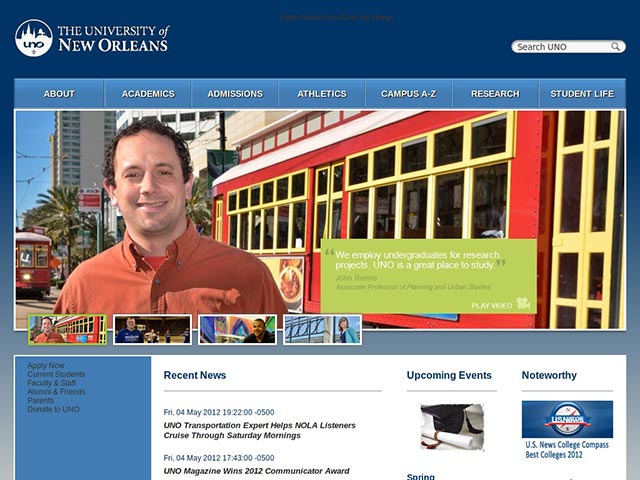 THE UNIVERSITY of
NEW ORLEANS
uno
Apply Now Events Directory Maps
Search UNO
ABOUT
ACADEMICS
ADMISSIONS
ATHLETICS
CAMPUS A-Z
RESEARCH
STUDENT LIFE
We employ undergraduates for research
projects. UNO is a great place to study.
John Renne
Associate Professor of Planning and Urban Studies
PLAY VIDEO
Apply Now
Current Students
Faculty & Staff
Alumni & Friends
Parents
Donate to UNO
Recent News
Fri, 04 May 2012 19:22:00 -0500
UNO Transportation Expert Helps NOLA Listeners
Cruise Through Saturday Mornings
Fri, 04 May 2012 17:43:00 -0500
UNO Magazine Wins 2012 Communicator Award
Upcoming Events
Spring
Noteworthy
U.S. News College Compass
Best Colleges 2012